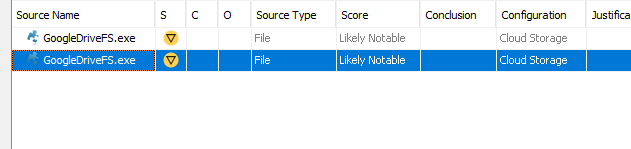 Source Name S C O Source Type Score Conclusion Configuration Justifica
GoogleDriveFS.exe File Likely Notable Cloud Storage
GoogleDriveFS.exe File Likely Notable Cloud Storage